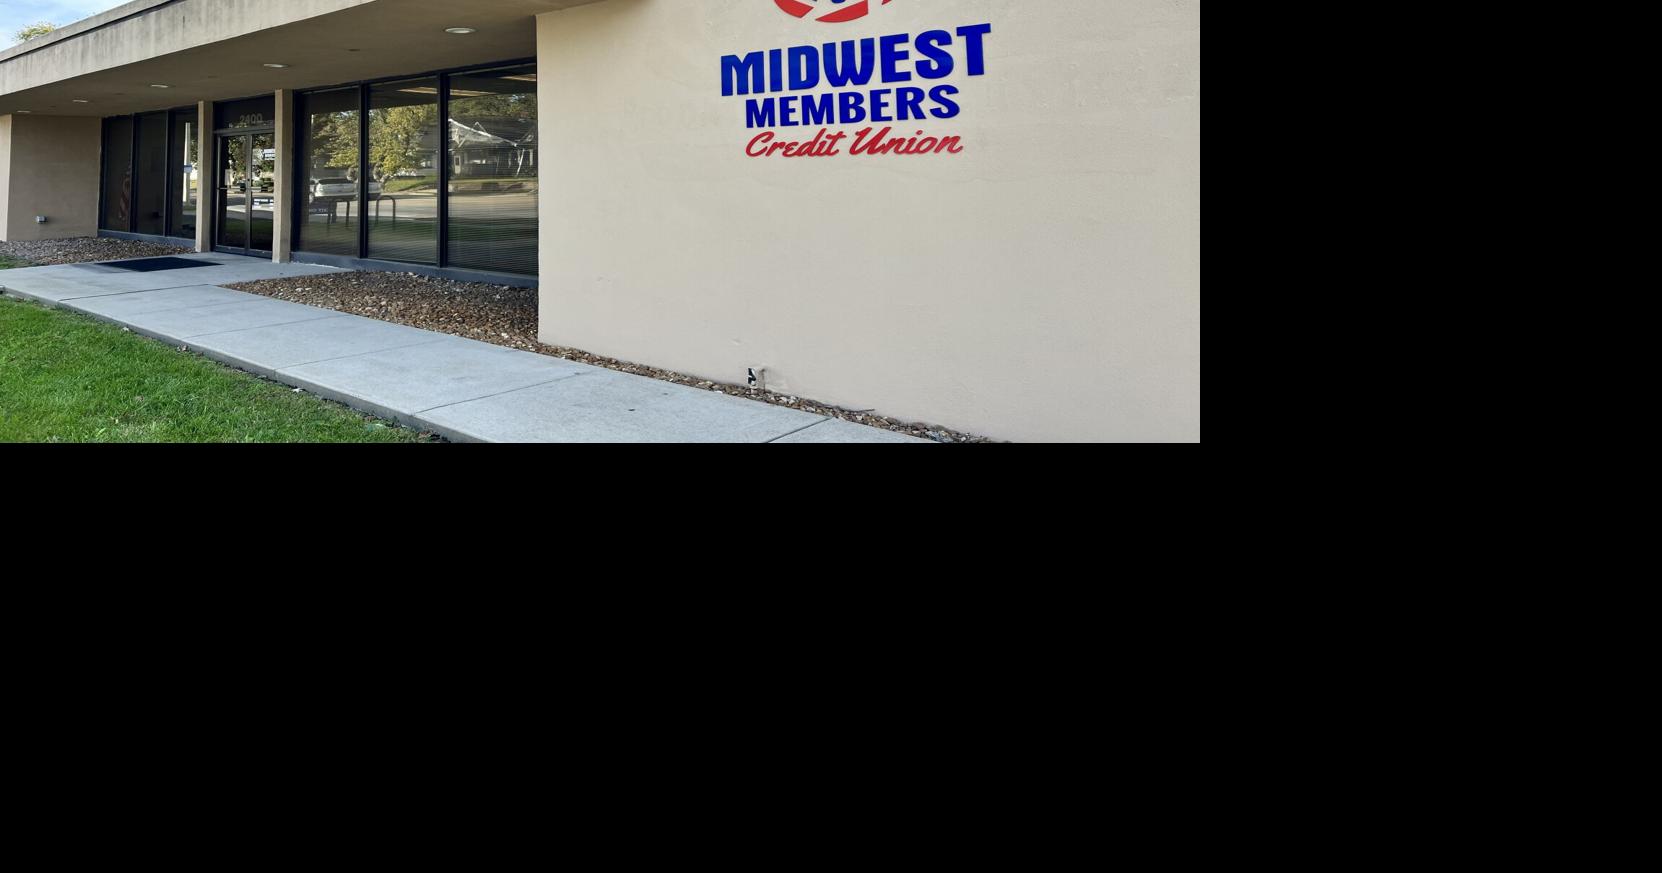 MIDWEST
MEMBERS
Credit Union
2400